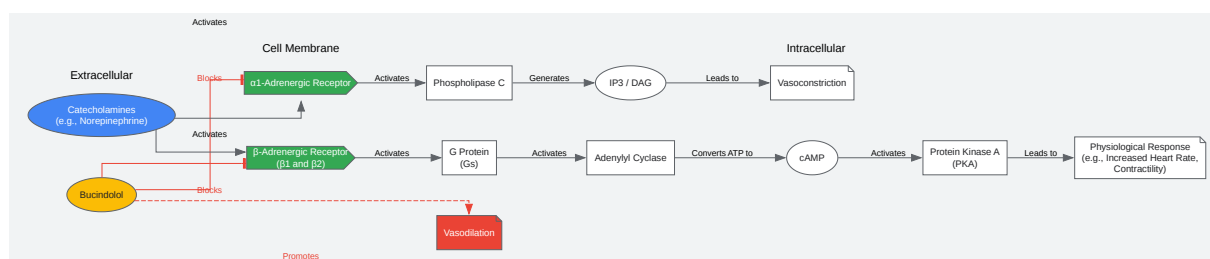 Activates
Cell Membrane
Intracellular
Extracellular
Blocks
α1-Adrenergic Receptor
Activates
Phospholipase C
Generates
IP3 / DAG
Leads to
Vasoconstriction
Catecholamines
(e.g., Norepinephrine)
Activates
β-Adrenergic Receptor
(β1 and β2)
Activates
G Protein
(Gs)
Activates
Adenylyl Cyclase
Converts ATP to
cAMP
Activates
Protein Kinase A
(PKA)
Leads to
Physiological Response
(e.g., Increased Heart Rate,
Contractility)
Bucindolol
Blocks
Vasodilation
Promotes